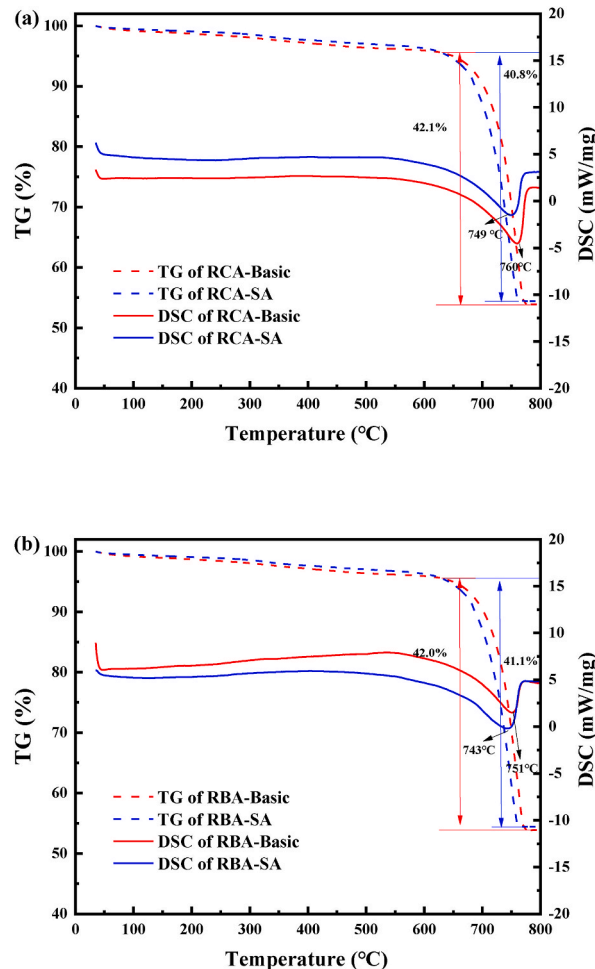 (a)
100
90
80
70
60
50
40
TG (%)
20
15
10
5
0
-5
-10
-15
-20
DSC (mW/mg)
40.8%
42.1%
749 ℃
760℃
TG of RCA-Basic
TG of RCA-SA
DSC of RCA-Basic
DSC of RCA-SA
0 100 200 300 400 500 600 700 800
Temperature (℃)
(b)
100
90
80
70
60
50
40
TG (%)
20
15
10
5
0
-5
-10
-15
-20
DSC (mW/mg)
42.0%
41.1%
743℃
751℃
TG of RBA-Basic
TG of RBA-SA
DSC of RBA-Basic
DSC of RBA-SA
0 100 200 300 400 500 600 700 800
Temperature (℃)